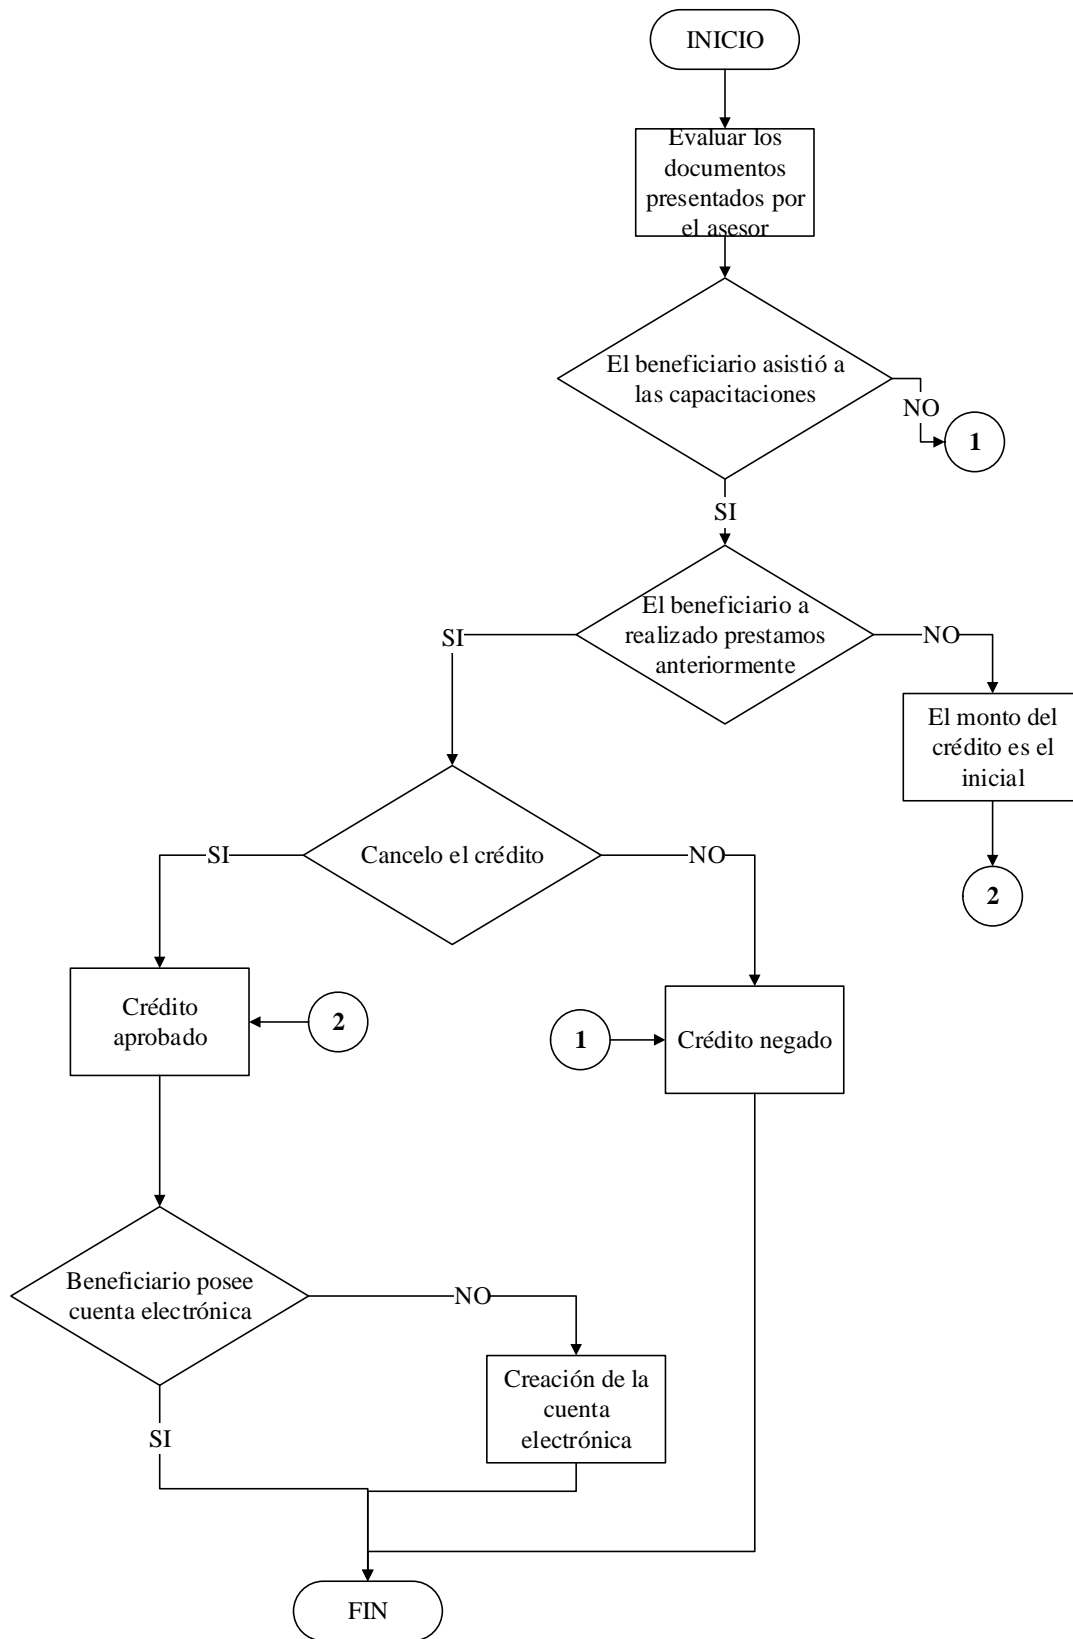 INICIO
Evaluar los
documentos
presentados por
el asesor
El beneficiario asistió a
las capacitaciones
NO
1
SI
El beneficiario a
realizado prestamos
anteriormente
SI
NO
El monto del
crédito es el
inicial
Cancelo el crédito
SI
NO
2
Crédito
aprobado
2
1
Crédito negado
Beneficiario posee
cuenta electrónica
NO
Creación de la
cuenta
electrónica
SI
FIN